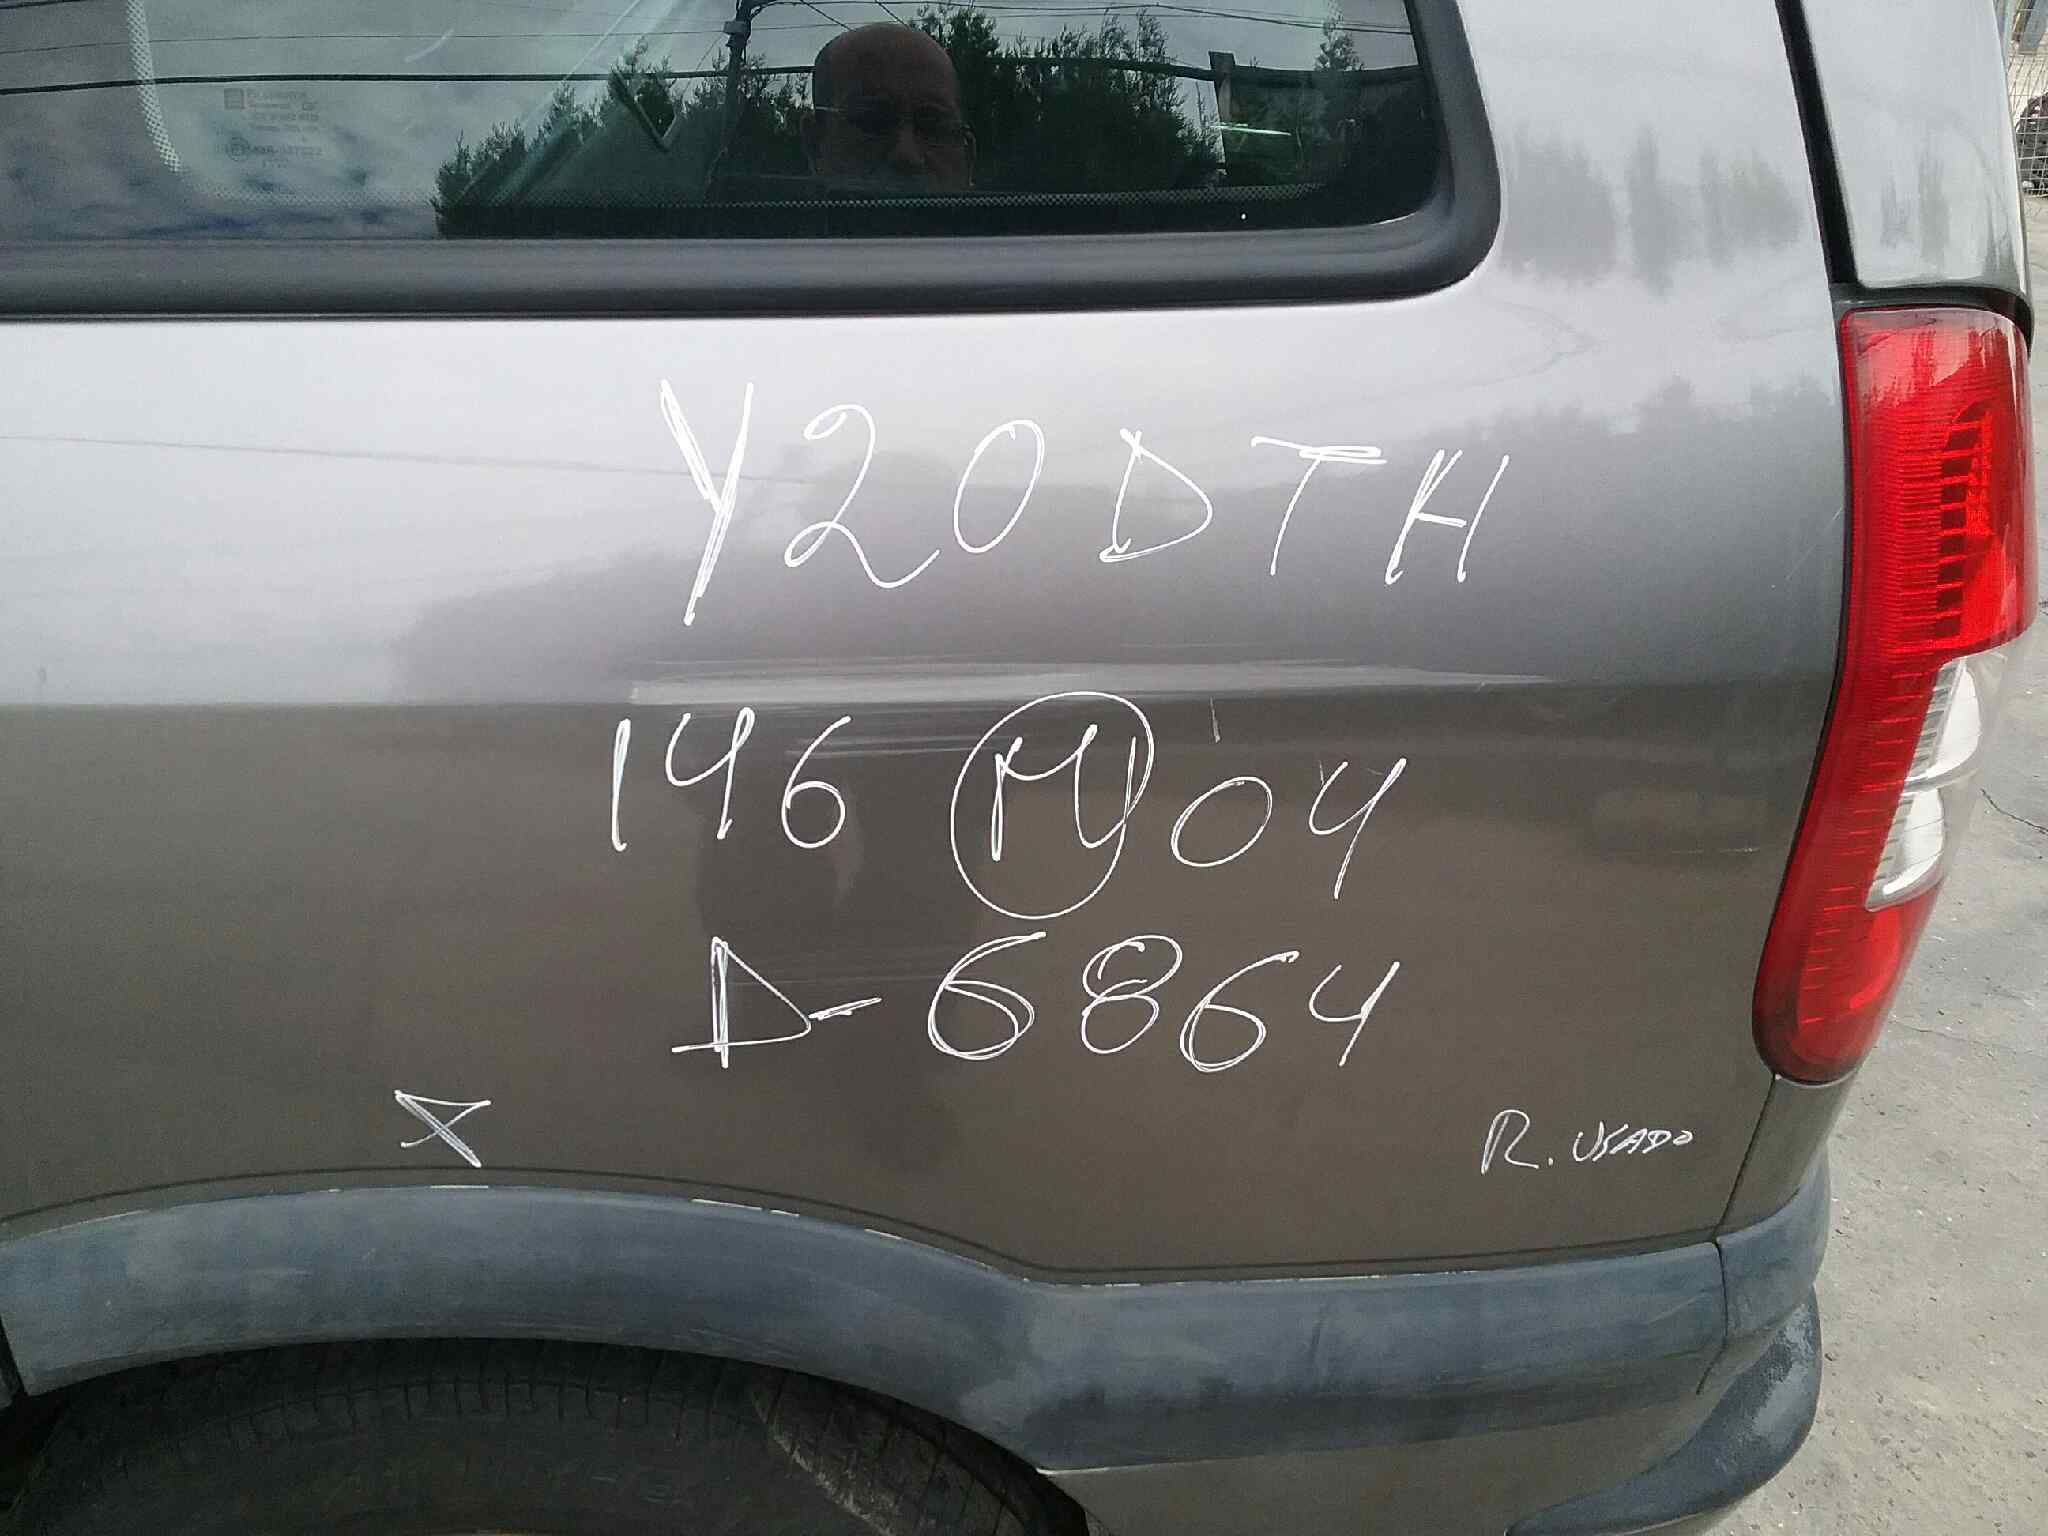 Y20DTH
146 M 04
D-6864
R. USADO